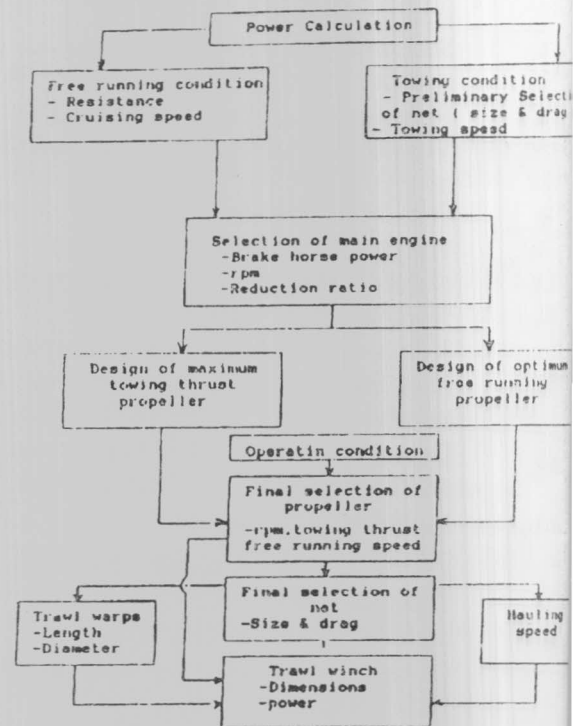 Power Calculation
Free running condition
- Resistance
- Cruising speed
Towing condition
- Preliminary Selecti
of net ( size & drag
- Towing speed
Selection of main engine
-Brake horse power
-rpm
-Reduction ratio
Design of maximum
towing thrust
propeller
Design of optimum
free running
propeller
Operatin condition
Final selection of
propeller
-rpm.towing thrust
free running speed
Final selection of
net
-Size & drag
Trawl warps
-Length
-Diameter
Hauling
speed
Trawl winch
-Dimensions
-power